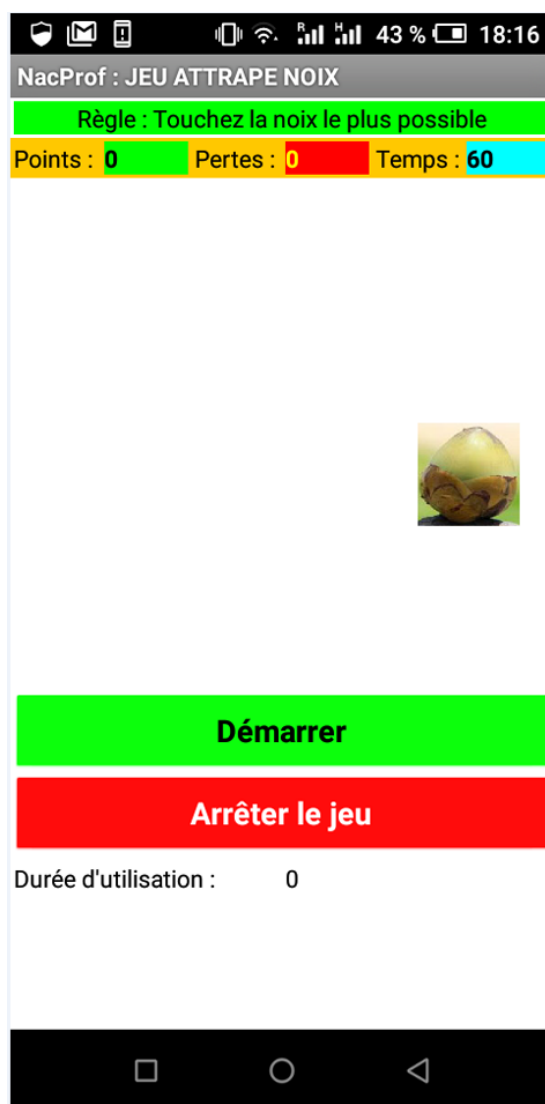 R H 43 % 18:16
NacProf : JEU ATTRAPE NOIX
Règle : Touchez la noix le plus possible
Points : 0 Pertes : 0 Temps : 60
Démarrer
Arrêter le jeu
Durée d'utilisation : 0